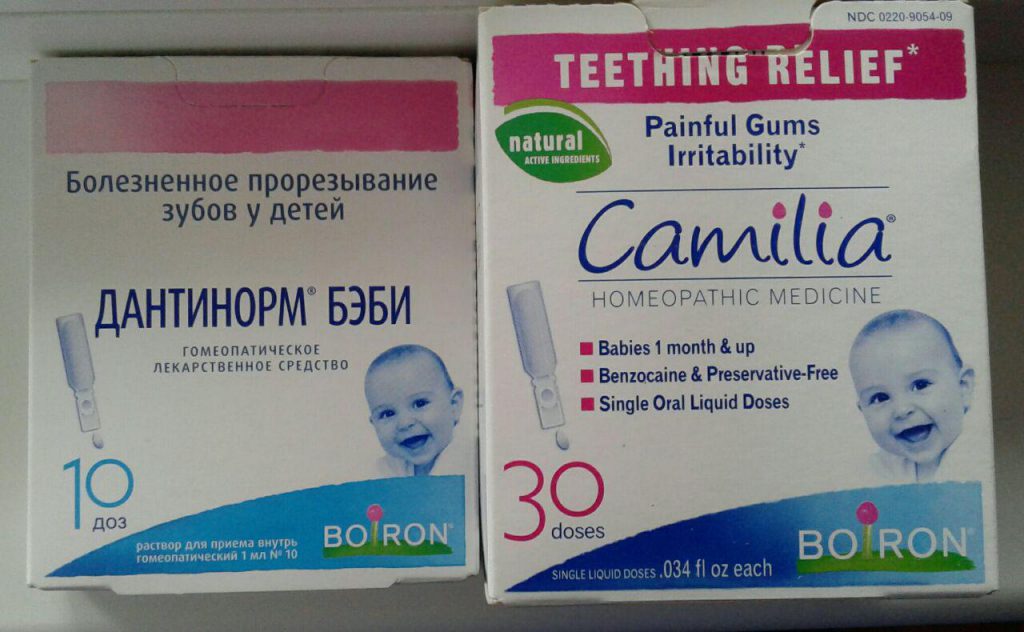 Болезненное прорезывание
зубов у детей
ДАНТИНОРМ® БЭБИ
ГОМЕОПАТИЧЕСКОЕ
ЛЕКАРСТВЕННОЕ СРЕДСТВО
10
доз
раствор для приема внутрь
гомеопатический 1 мл № 10
BOIRON®
NDC 0220-9054-09
TEETHING RELIEF*
natural
ACTIVE INGREDIENTS
Painful Gums
Irritability*
Camilia®
HOMEOPATHIC MEDICINE
Babies 1 month & up
Benzocaine & Preservative-Free
Single Oral Liquid Doses
30
doses
SINGLE LIQUID DOSES .034 fl oz each
BOIRON®